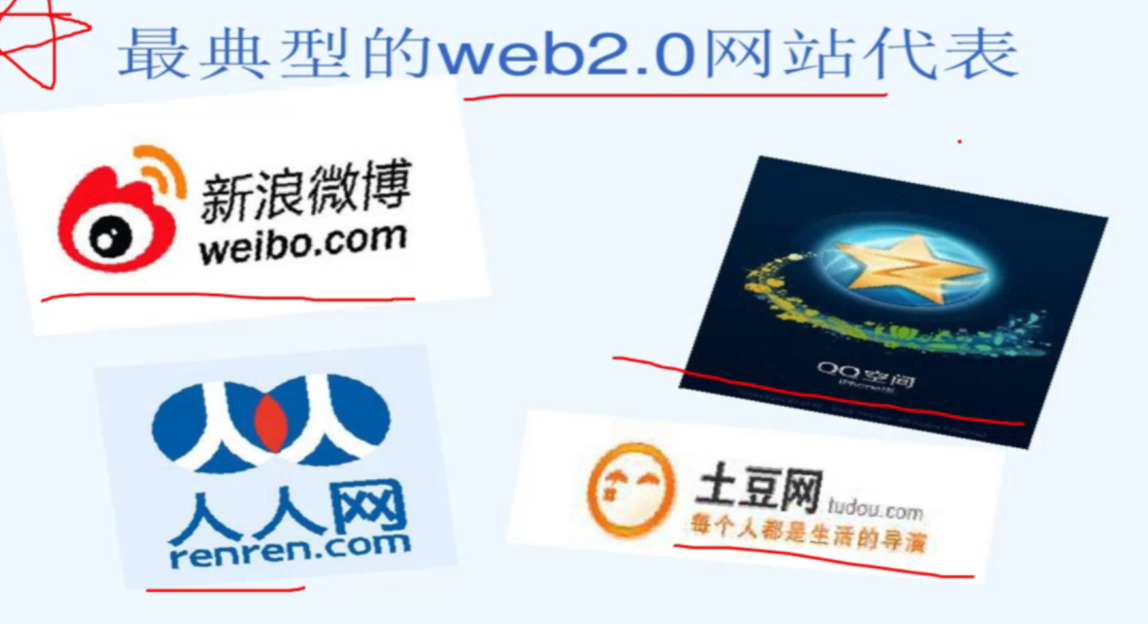 最典型的web2.0网站代表
新浪微博
weibo.com
QQ空间
人人网
renren.com
土豆网 tudou.com
每个人都是生活的导演